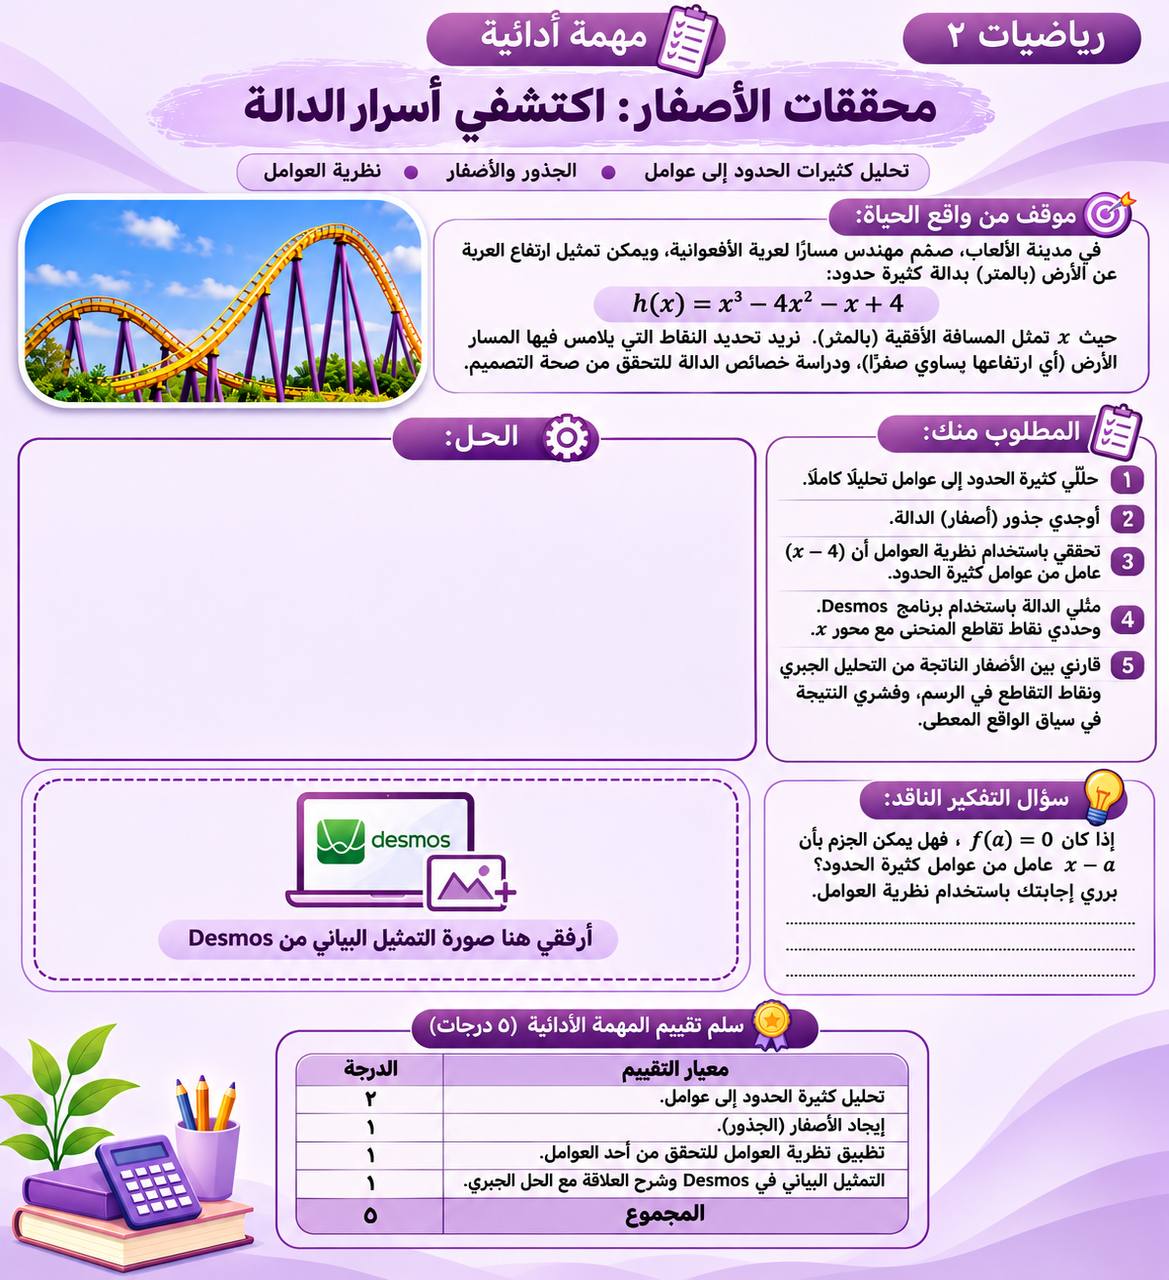 رياضيات ٢
مهمة أدائية
محققات الأصفار: اكتشفي أسرار الدالة
تحليل كثيرات الحدود إلى عوامل • الجذور والأضفار • نظرية العوامل
موقف من واقع الحياة:
في مدينة الألعاب، صمّم مهندس مسارًا لعربة الأفعوانية، ويمكن تمثيل ارتفاع العربة
عن الأرض (بالمتر) بدالة كثيرة حدود:
h(x) = x³ − 4x² − x + 4
حيث x تمثل المسافة الأفقية (بالمثر). نريد تحديد النقاط التي يلامس فيها المسار
الأرض (أي ارتفاعها يساوي صفرًا)، ودراسة خصائص الدالة للتحقق من صحة التصميم.
المطلوب منك:
1 حللّي كثيرة الحدود إلى عوامل تحليلًا كاملًا.
2 أوجدي جذور (أصفار) الدالة.
3 تحققي باستخدام نظرية العوامل أن (x − 4)
عامل من عوامل كثيرة الحدود.
4 مثلي الدالة باستخدام برنامج Desmos.
وحددي نقاط تقاطع المنحنى مع محور x.
5 قارني بين الأصفار الناتجة من التحليل الجبري
ونقاط التقاطع في الرسم، وفشري النتيجة
في سياق الواقع المعطى.
الحل:
سؤال التفكير الناقد:
إذا كان f(a) = 0 ، فهل يمكن الجزم بأن
x − a عامل من عوامل كثيرة الحدود؟
برري إجابتك باستخدام نظرية العوامل.
desmos
أرفقي هنا صورة التمثيل البياني من Desmos
سلم تقييم المهمة الأدائية (٥ درجات)
معيار التقييم الدرجة
تحليل كثيرة الحدود إلى عوامل. ٢
إيجاد الأصفار (الجذور). ١
تظبيق تظرية العوامل للتحقق من أحد العوامل. ١
التمثيل البياني في Desmos وشرح العلاقة مع الحل الجبري. ١
المجموع ٥